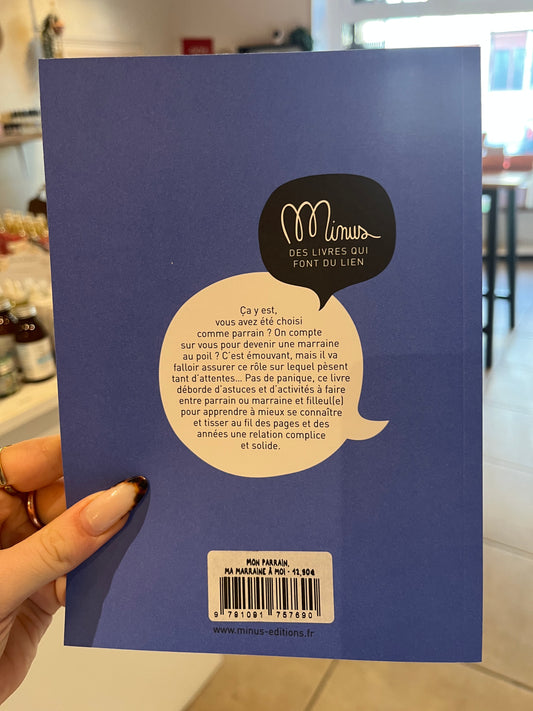 Minus
DES LIVRES QUI
FONT DU LIEN
Ça y est,
vous avez été choisi
comme parrain ? On compte
sur vous pour devenir une marraine
au poil ? C'est émouvant, mais il va
falloir assurer ce rôle sur lequel pèsent
tant d'attentes... Pas de panique, ce livre
déborde d'astuces et d'activités à faire
entre parrain ou marraine et filleul(e)
pour apprendre à mieux se connaître
et tisser au fil des pages et des
années une relation complice
et solide.
MON PARRAIN,
MA MARRAINE À MOI - 12,90€
9 791091 757690
www.minus-editions.fr